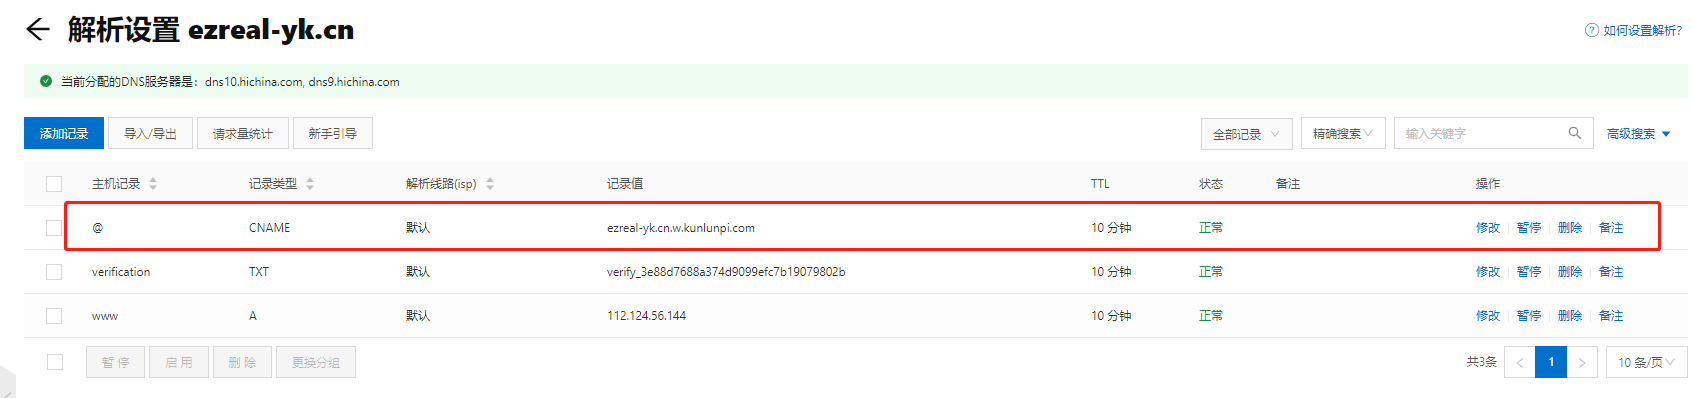 解析设置 ezreal-yk.cn
如何设置解析?
当前分配的DNS服务器是: dns10.hichina.com, dns9.hichina.com
添加记录 导入/导出 请求量统计 新手引导 全部记录 精确搜索 输入关键字 高级搜索
主机记录 记录类型 解析线路(isp) 记录值 TTL 状态 备注 操作
@ CNAME 默认 ezreal-yk.cn.w.kunlunpi.com 10 分钟 正常 修改 暂停 删除 备注
verification TXT 默认 verify_3e88d7688a374d9099efc7b19079802b 10 分钟 正常 修改 暂停 删除 备注
www A 默认 112.124.56.144 10 分钟 正常 修改 暂停 删除 备注
暂停 启用 删除 更换分组 共3条 1 10 条/页